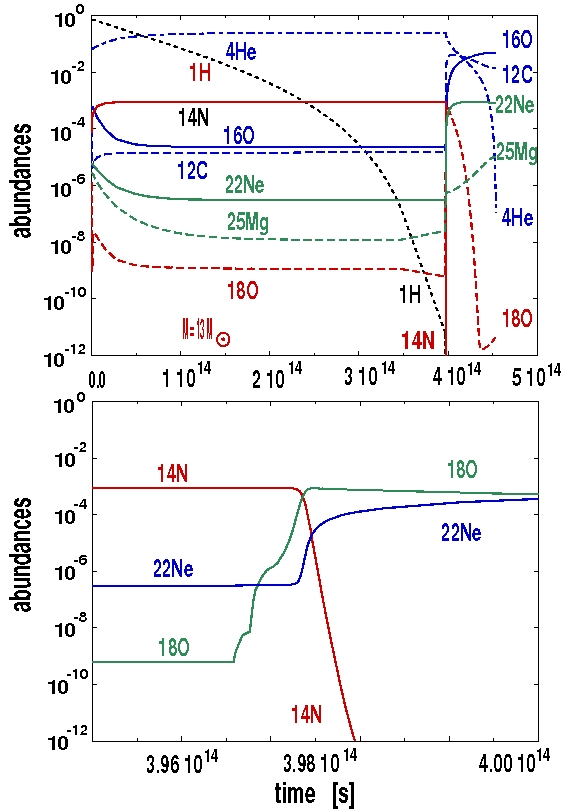 abundances
10^0
10^-2
10^-4
10^-6
10^-8
10^-10
10^-12
4He
1H
14N
16O
12C
22Ne
25Mg
18O
M = 13 M⊙
1H
14N
16O
12C
22Ne
25Mg
4He
18O
0.0
1 10^14
2 10^14
3 10^14
4 10^14
5 10^14
abundances
10^0
10^-2
10^-4
10^-6
10^-8
10^-10
10^-12
14N
18O
22Ne
22Ne
18O
14N
3.96 10^14
3.98 10^14
4.00 10^14
time [s]